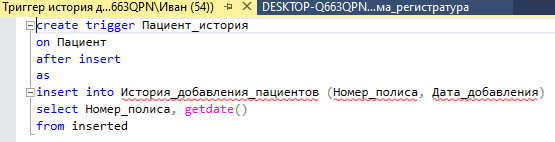 Триггер история д...663QPN\Иван (54))
DESKTOP-Q663QPN...ма_регистратура
create trigger Пациент_история
on Пациент
after insert
as
insert into История_добавления_пациентов (Номер_полиса, Дата_добавления)
select Номер_полиса, getdate()
from inserted